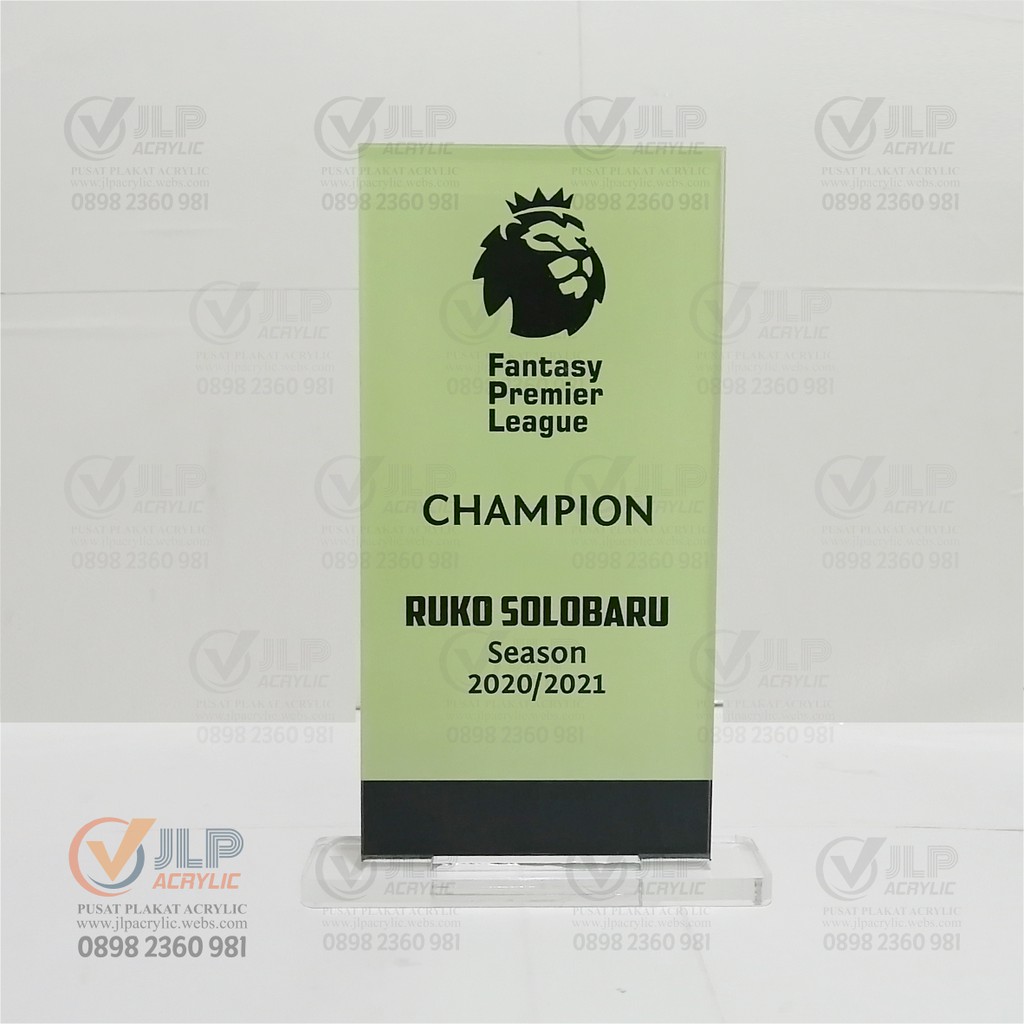 Fantasy
Premier
League
CHAMPION
RUKO SOLOBARU
Season
2020/2021
JLP
ACRYLIC
PUSAT PLAKAT ACRYLIC
www.jlpacrylic.webs.com
0898 2360 981